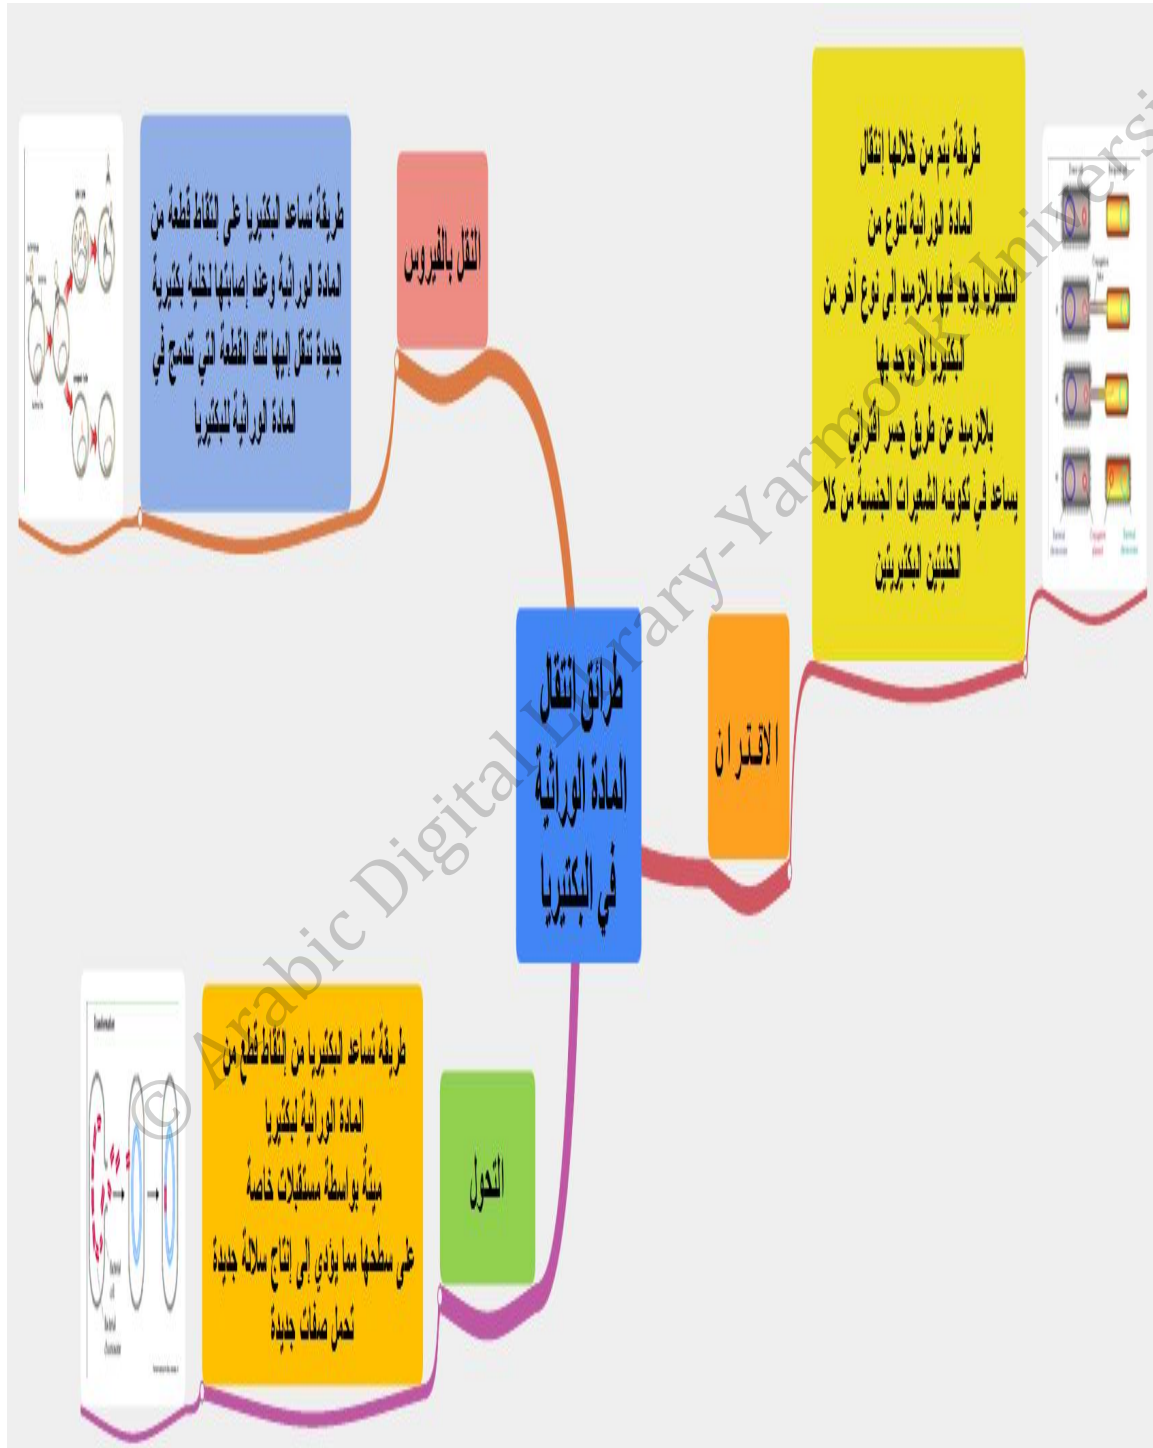 طرائق انتقال
المادة الوراثية
في البكتيريا
الاقتران
طريقة يتم من خلالها إنتقال
المادة الوراثية لنوع من
البكتيريا يوجد فيها بلازميد إلى نوع آخر من
البكتيريا لا يوجد بها
بلازميد عن طريق جسر اقتراني
يساعد في تكوينه الشعيرات الجنسية من كلا
الخليتين البكتيريتين
النقل بالفيروس
طريقة تساعد البكتيريا على إلتقاط قطعة من
المادة الوراثية وعند إصابتها لخلية بكتيرية
جديدة تنقل إليها تلك القطعة التي تندمج في
المادة الوراثية للبكتيريا
التحول
طريقة تساعد البكتيريا من إلتقاط قطع من
المادة الوراثية لبكتيريا
ميتة بواسطة مستقبلات خاصة
على سطحها مما يؤدي إلى إنتاج سلالة جديدة
تحمل صفات جديدة
Transformation
© Arabic Digital Library-Yarmouk Universi